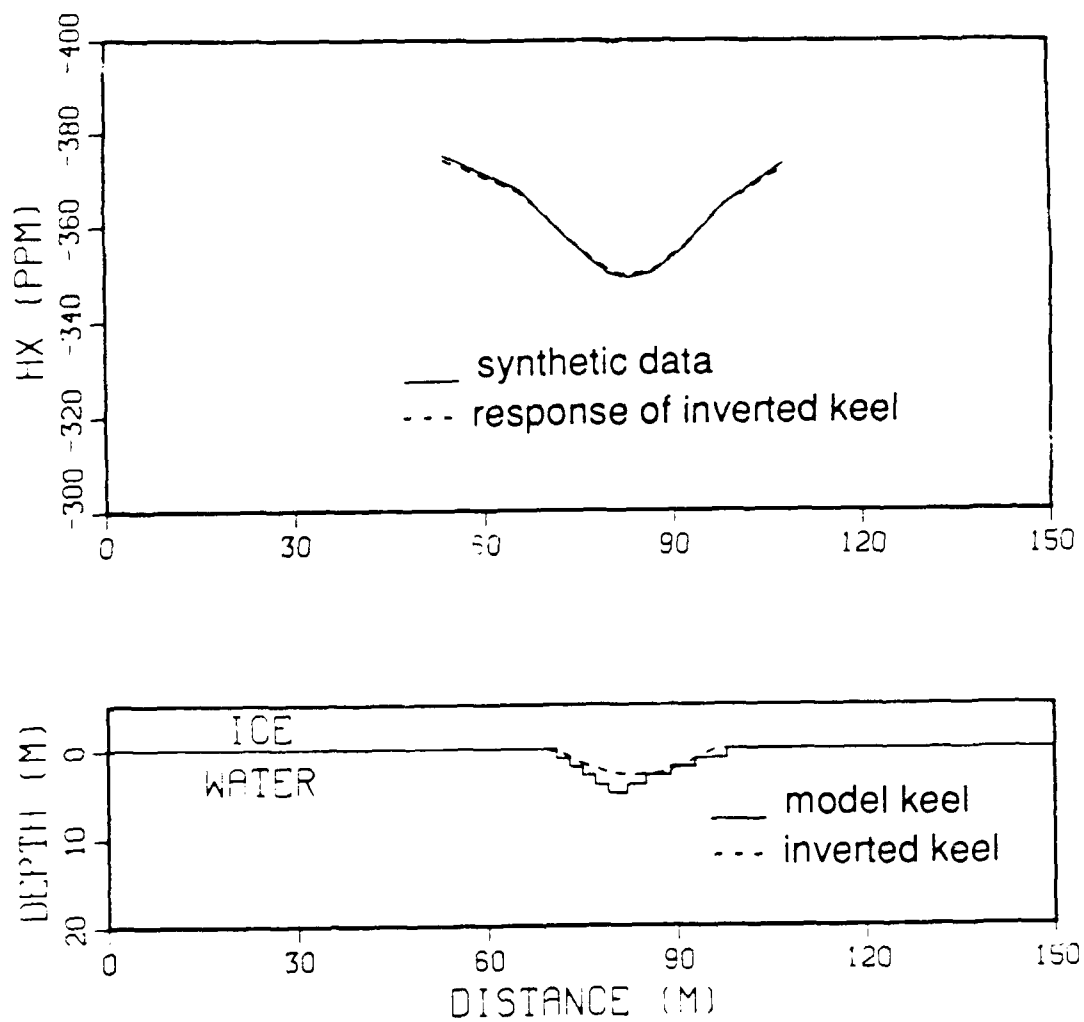 -400
-380
-360
-340
-320
-300
HX (PPM)
synthetic data
response of inverted keel
0
30
60
90
120
150
ICE
WATER
0
10
20
DEPTH (M)
model keel
inverted keel
0
30
60
90
120
150
DISTANCE (M)